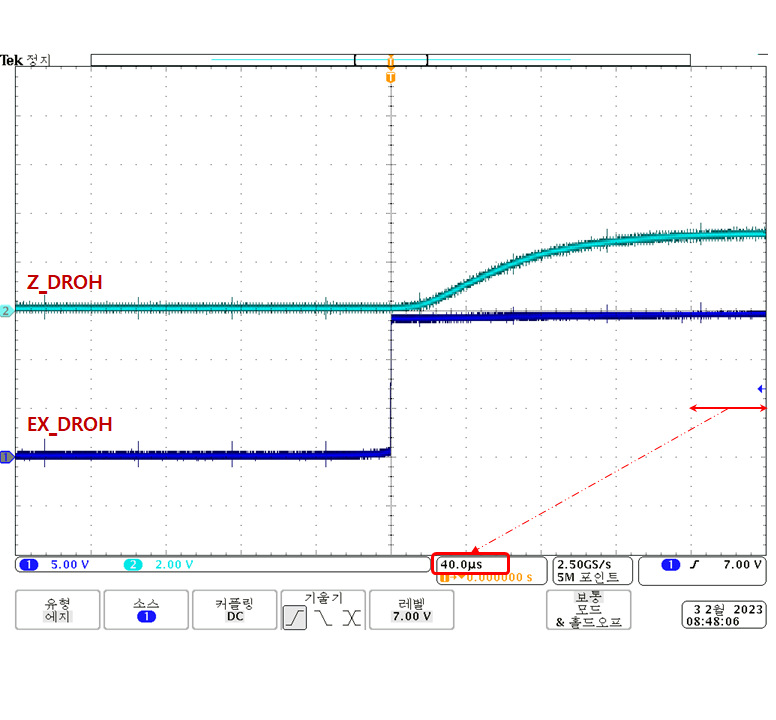 Tek 정지
T
T
Z_DROH
2
EX_DROH
1
1 5.00 V 2 2.00 V
40.0µs
0.000000 s
2.50GS/s
5M 포인트
1 7.00 V
유형
에지
소스
1
커플링
DC
기울기
레벨
7.00 V
보통
모드
& 홀드오프
3 2월 2023
08:48:06